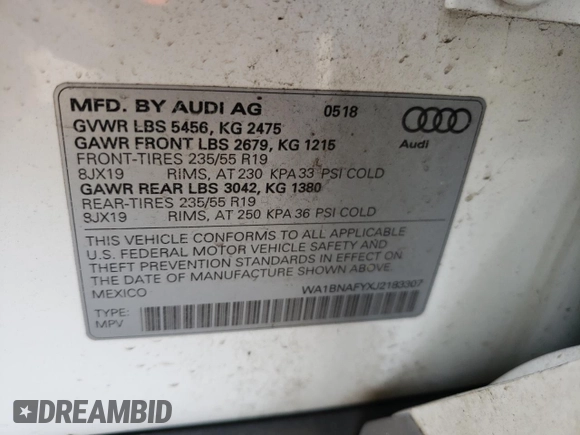 MFD. BY AUDI AG 0518
GVWR LBS 5456, KG 2475
GAWR FRONT LBS 2679, KG 1215
FRONT-TIRES 235/55 R19
8JX19 RIMS, AT 230 KPA 33 PSI COLD
GAWR REAR LBS 3042, KG 1380
REAR-TIRES 235/55 R19
8JX19 RIMS, AT 250 KPA 36 PSI COLD
Audi
THIS VEHICLE CONFORMS TO ALL APPLICABLE
U.S. FEDERAL MOTOR VEHICLE SAFETY AND
THEFT PREVENTION STANDARDS IN EFFECT ON
DATE OF MANUFACTURE SHOWN ABOVE
MEXICO WA1BNAFYXJ2183307
TYPE:
MPV
DREAMBID